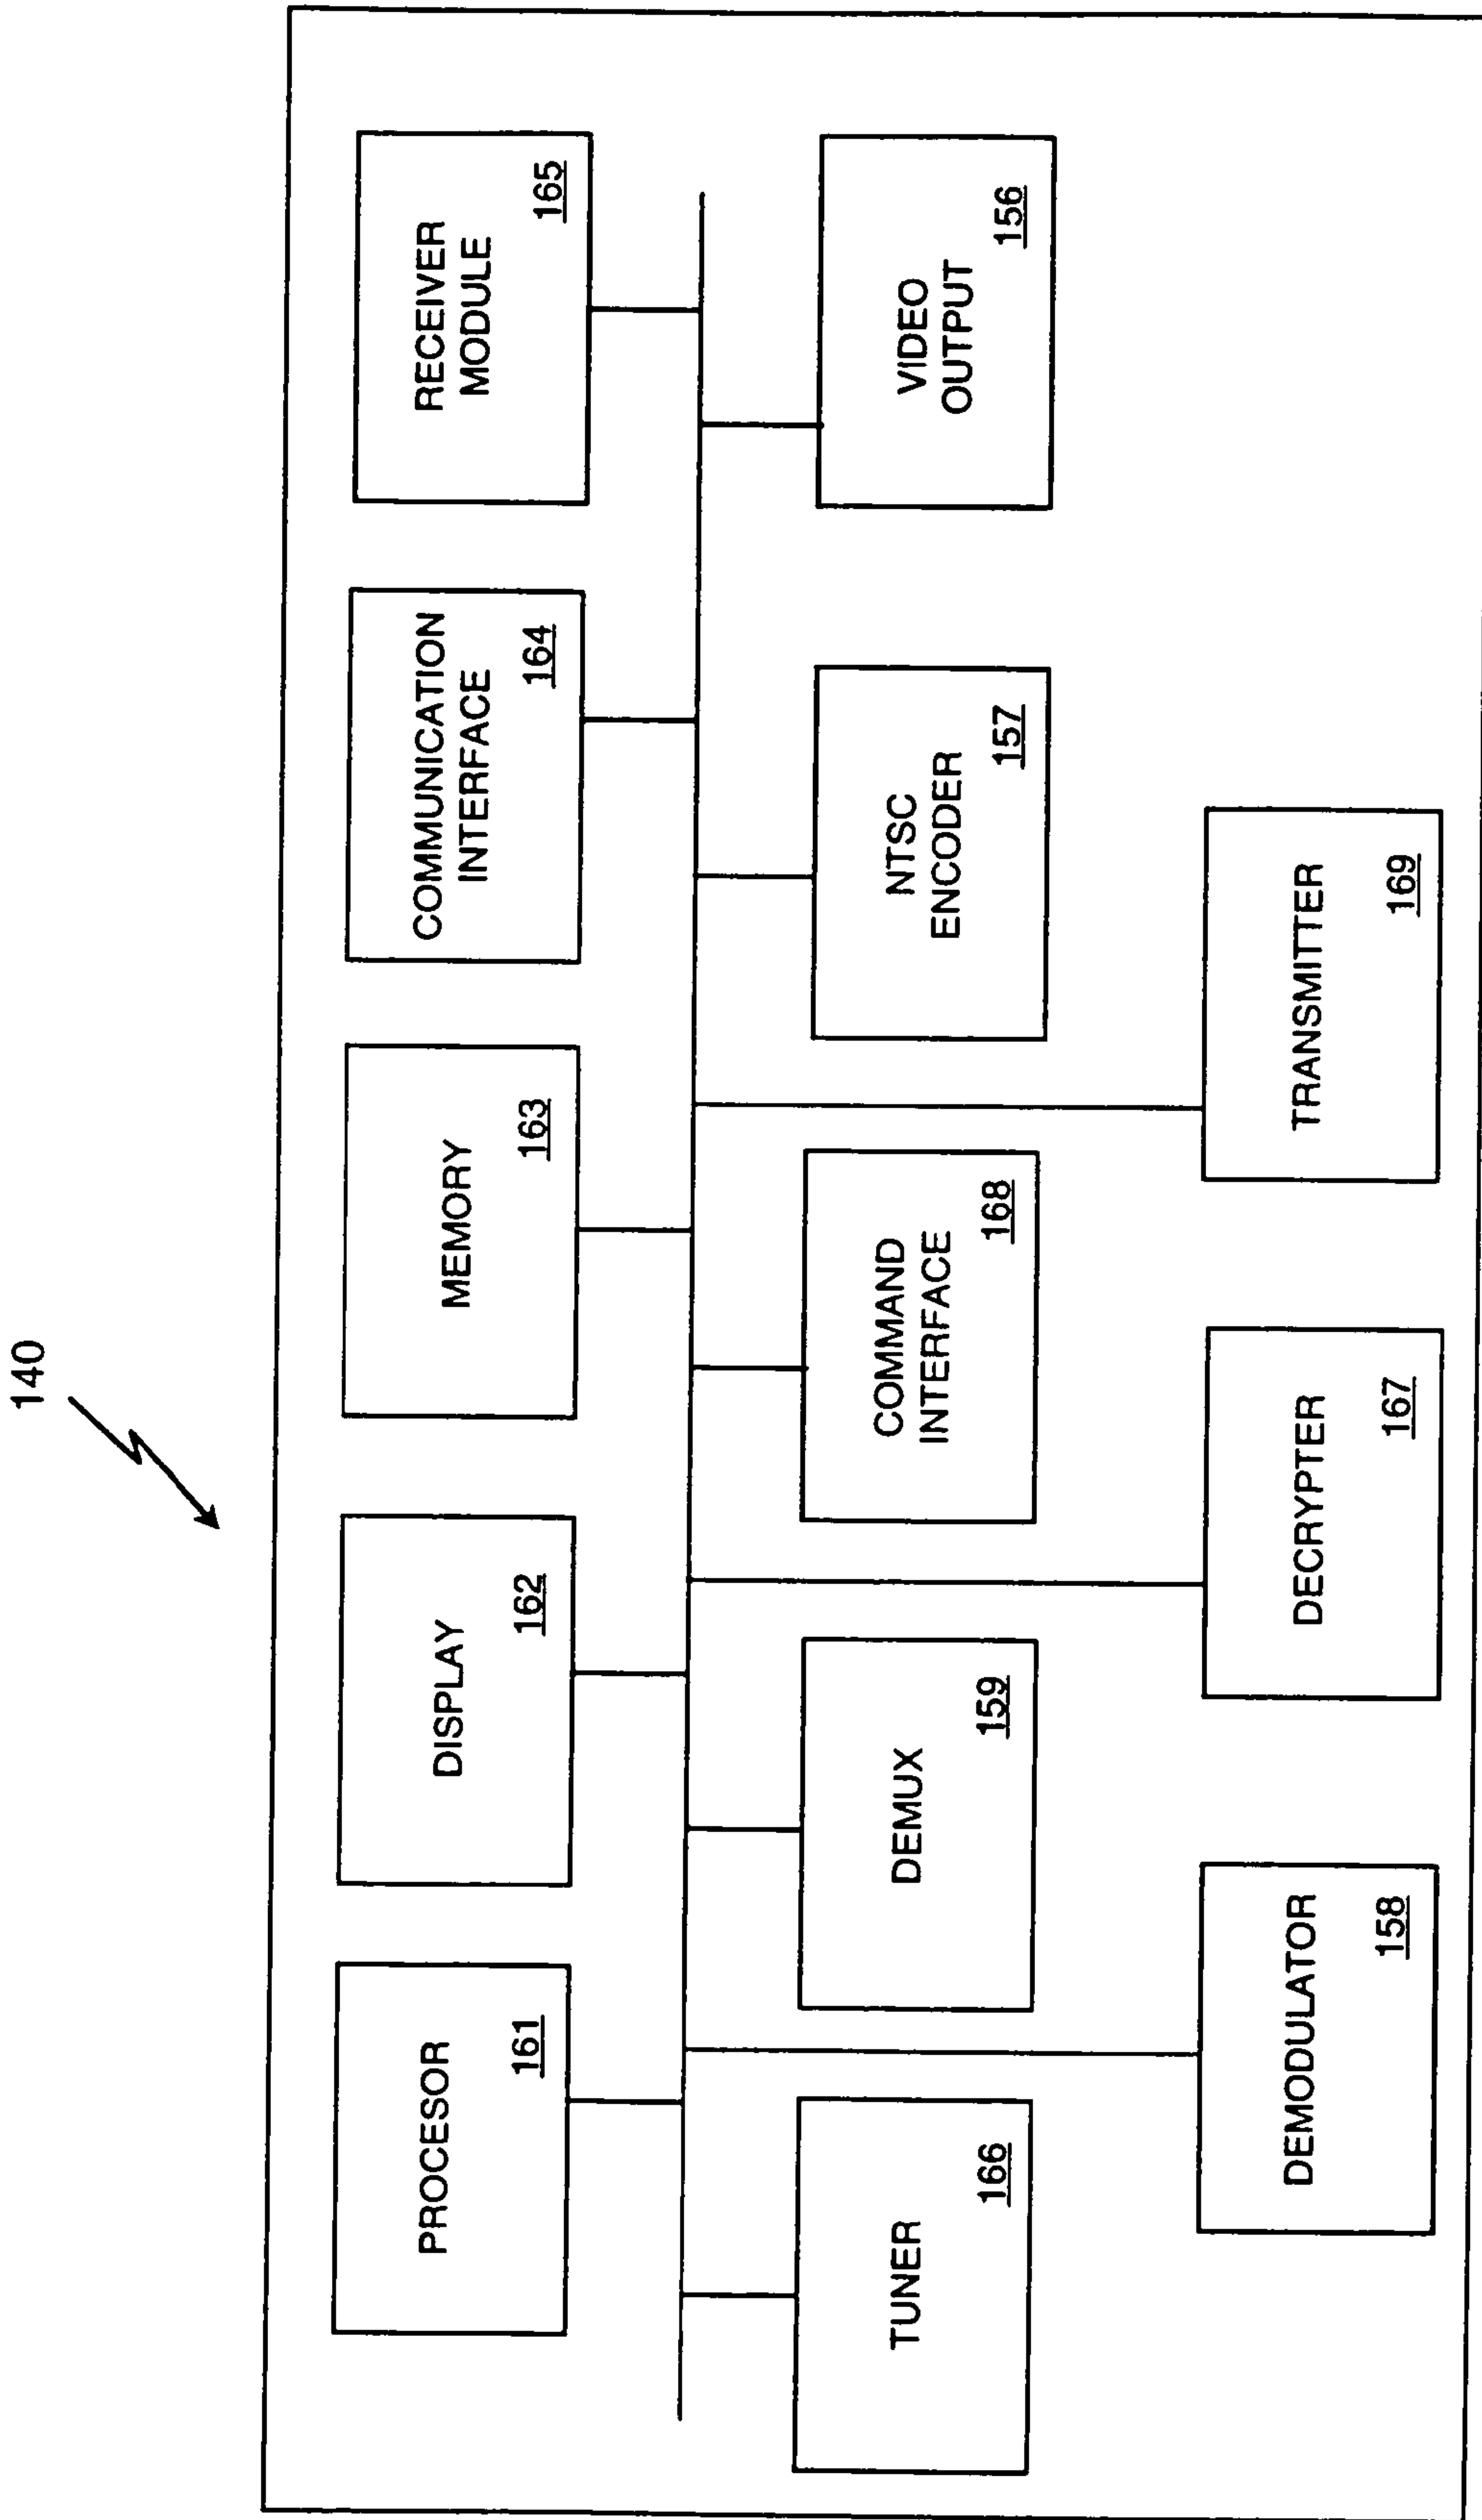 140
PROCESOR
161
DISPLAY
162
MEMORY
163
COMMUNICATION
INTERFACE
164
RECEIVER
MODULE
165
TUNER
166
DEMUX
159
COMMAND
INTERFACE
168
NTSC
ENCODER
157
VIDEO
OUTPUT
156
DEMODULATOR
158
DECRYPTER
167
TRANSMITTER
169